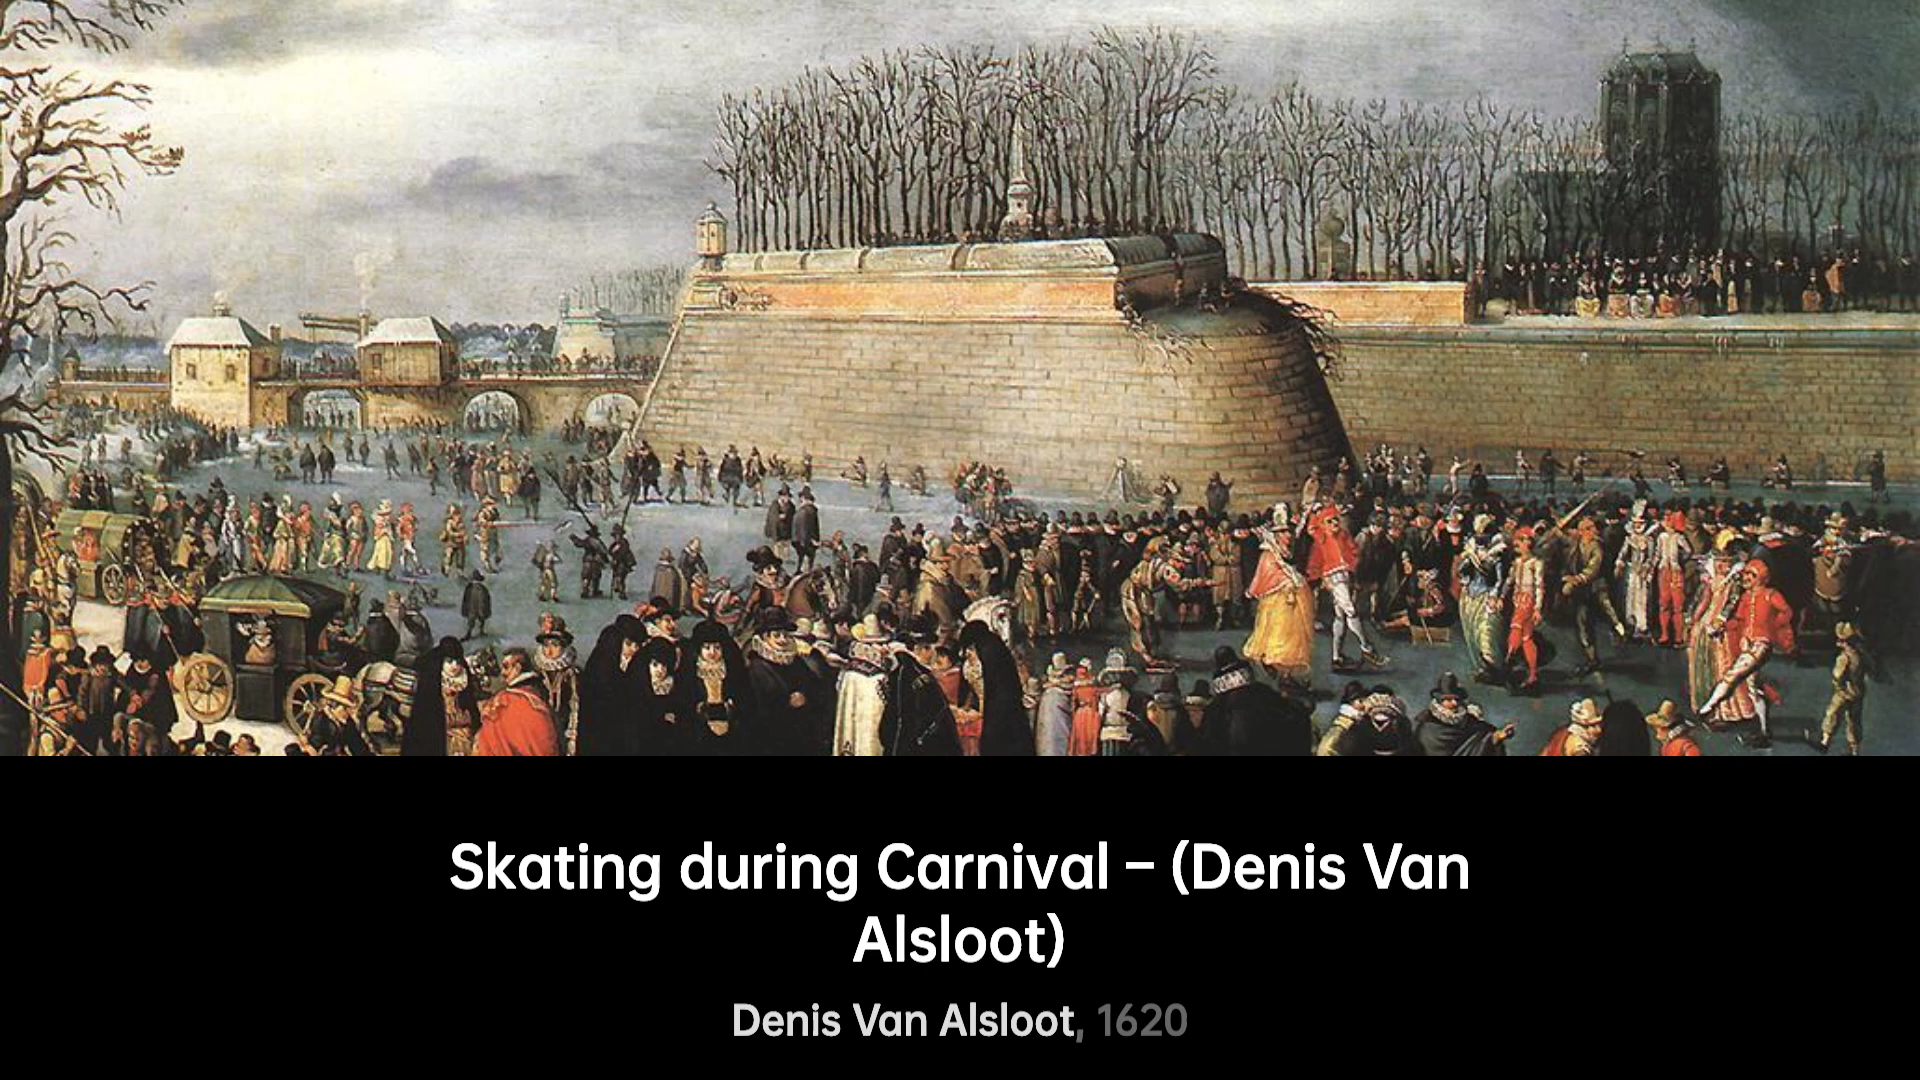 Skating during Carnival – (Denis Van
Alsloot)
Denis Van Alsloot, 1620